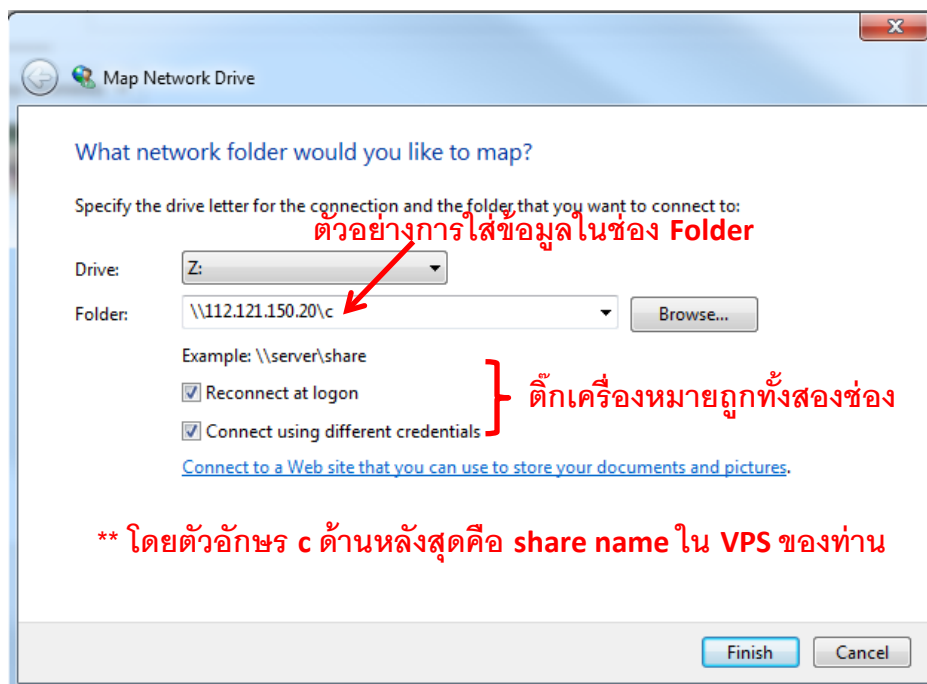 Map Network Drive
What network folder would you like to map?
Specify the drive letter for the connection and the folder that you want to connect to:
ตัวอย่างการใส่ข้อมูลในช่อง Folder
Drive: Z:
Folder: \\112.121.150.20\c Browse...
Example: \\server\share
Reconnect at logon
ติ๊กเครื่องหมายถูกทั้งสองช่อง
Connect using different credentials
Connect to a Web site that you can use to store your documents and pictures.
** โดยตัวอักษร c ด้านหลังสุดคือ share name ใน VPS ของท่าน
Finish Cancel